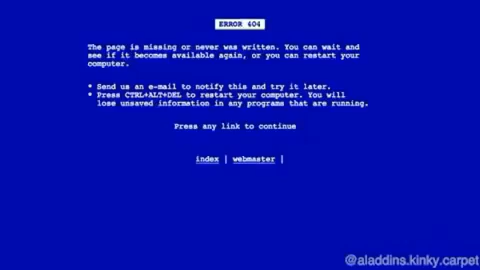 ERROR 404
The page is missing or never was written. You can wait and
see if it becomes available again, or you can restart your
computer.
* Send us an e-mail to notify this and try it later.
* Press CTRL+ALT+DEL to restart your computer. You will
lose unsaved information in any programs that are running.
Press any link to continue
index | webmaster |
@aladdins.kinky.carpet